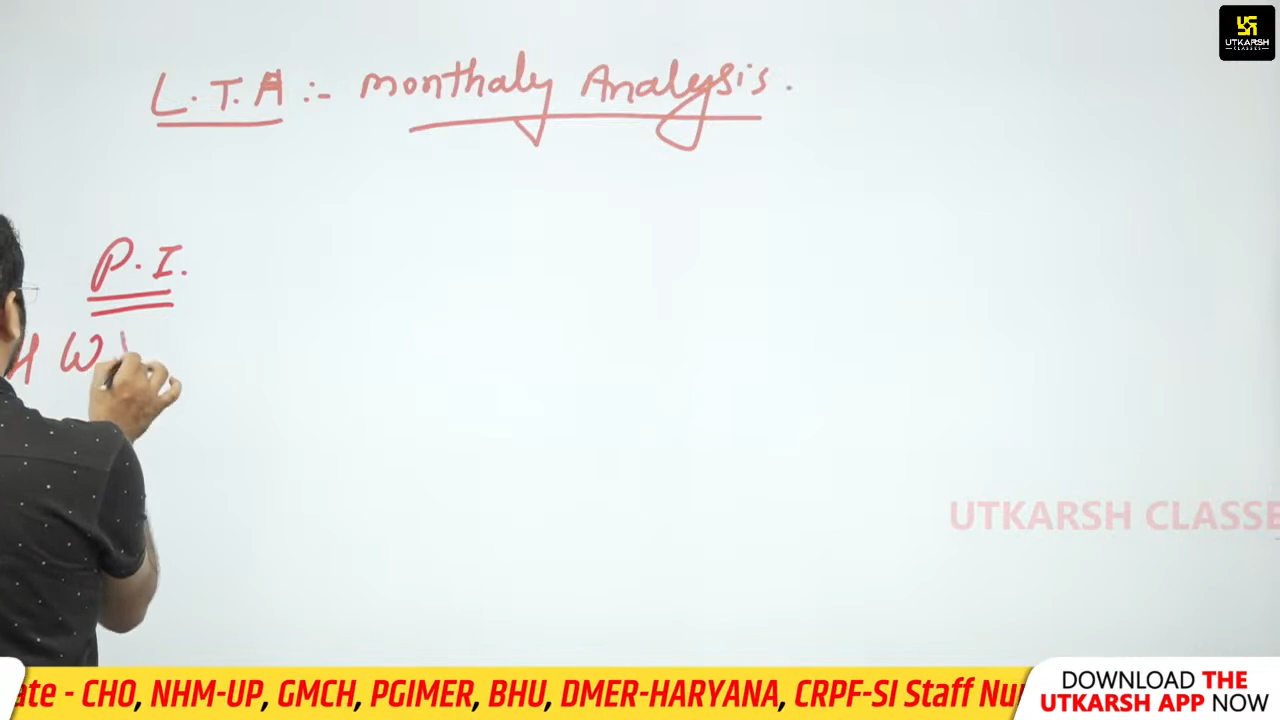 UTKARSH
CLASSES
L.T.A :- Monthaly Analysis.
P.I.
H W
UTKARSH CLASSE
ate - CHO, NHM-UP, GMCH, PGIMER, BHU, DMER-HARYANA, CRPF-SI Staff Nu
DOWNLOAD THE
UTKARSH APP NOW